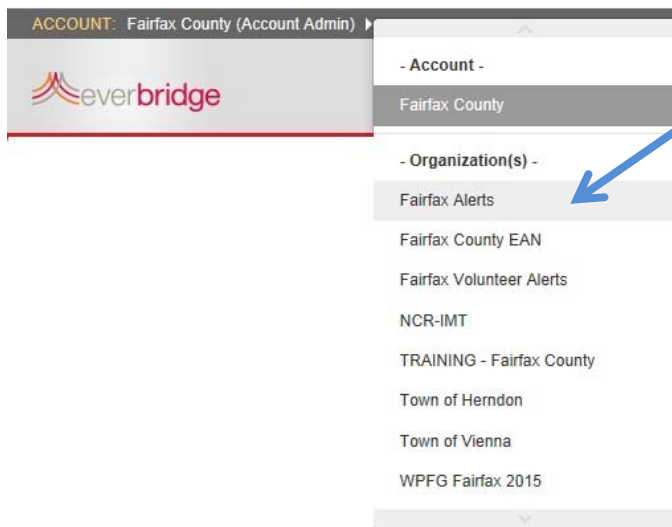 ACCOUNT: Fairfax County (Account Admin)
everbridge
- Account -
Fairfax County
- Organization(s) -
Fairfax Alerts
Fairfax County EAN
Fairfax Volunteer Alerts
NCR-IMT
TRAINING - Fairfax County
Town of Herndon
Town of Vienna
WPFG Fairfax 2015